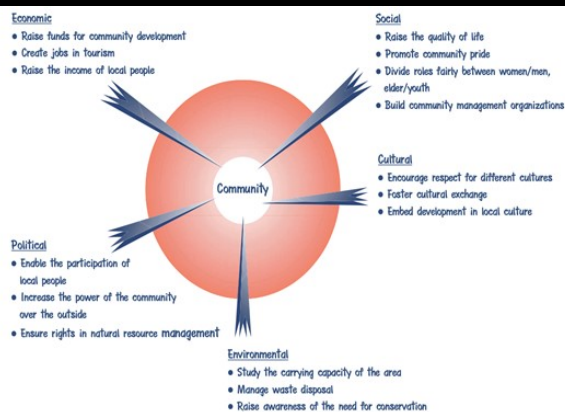 Economic
• Raise funds for community development
• Create jobs in tourism
• Raise the income of local people
Social
• Raise the quality of life
• Promote community pride
• Divide roles fairly between women/men,
elder/youth
• Build community management organizations
Cultural
• Encourage respect for different cultures
• Foster cultural exchange
• Embed development in local culture
Community
Political
• Enable the participation of
local people
• Increase the power of the community
over the outside
• Ensure rights in natural resource management
Environmental
• Study the carrying capacity of the area
• Manage waste disposal
• Raise awareness of the need for conservation